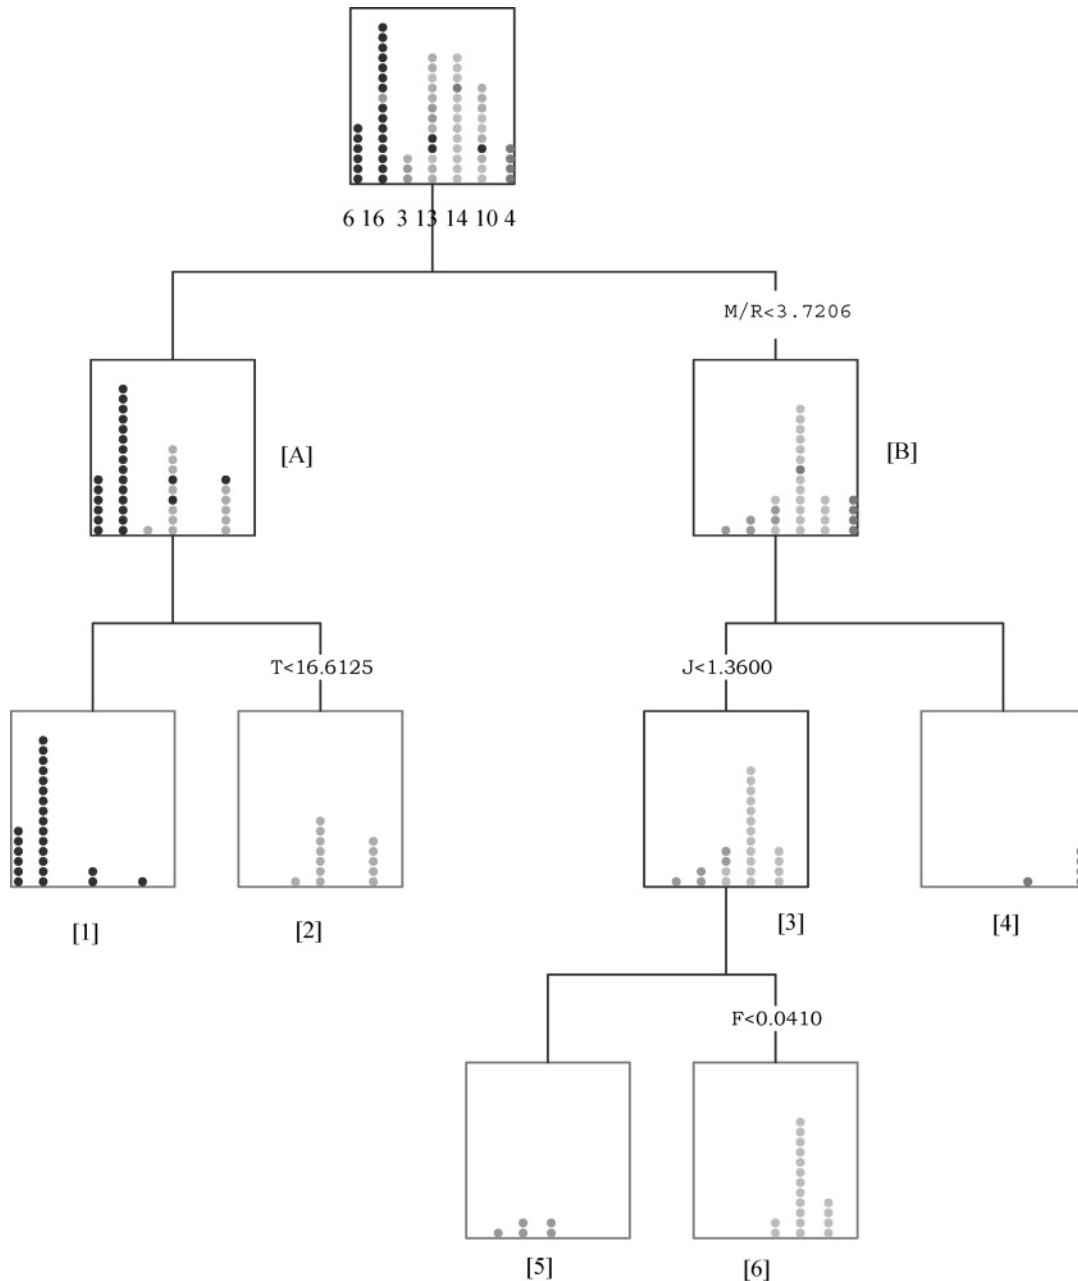 6 16 3 13 14 10 4
M/R<3.7206
[A]
[B]
T<16.6125
J<1.3600
[1]
[2]
[3]
[4]
F<0.0410
[5]
[6]